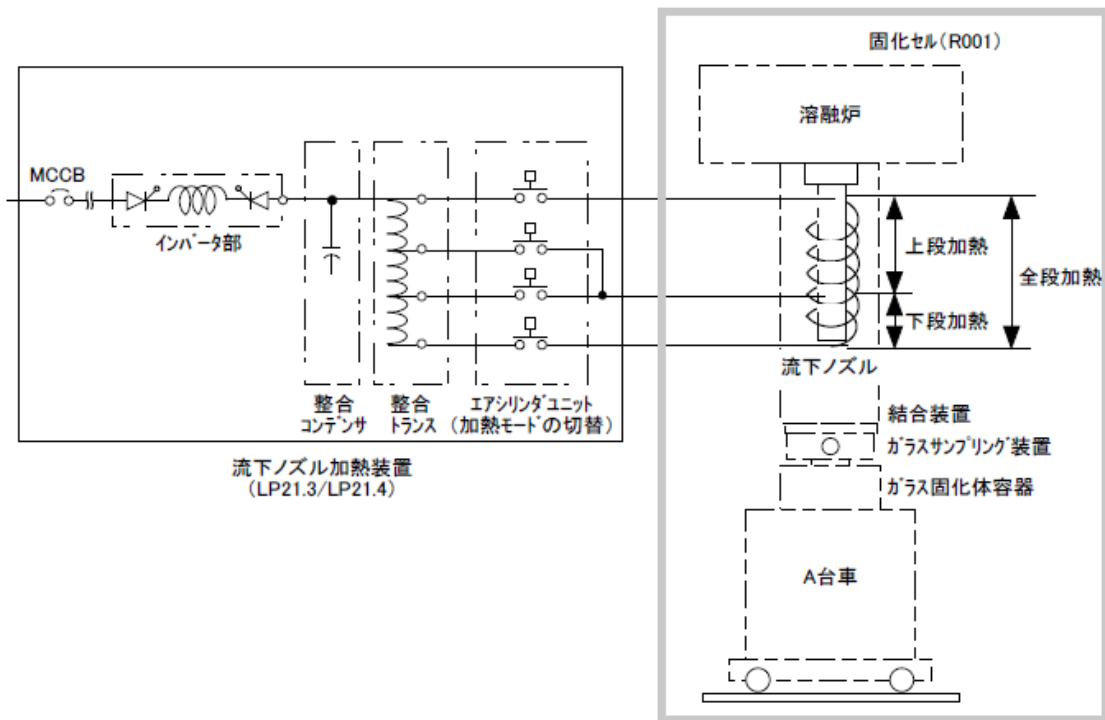 固化セル(R001)
溶融炉
MCCB
インバータ部
上段加熱
全段加熱
下段加熱
流下ノズル
整合
コンデンサ
整合
トランス
エアシリンダユニット
(加熱モードの切替)
結合装置
ガラスサンプリング装置
ガラス固化体容器
流下ノズル加熱装置
(LP21.3/LP21.4)
A台車